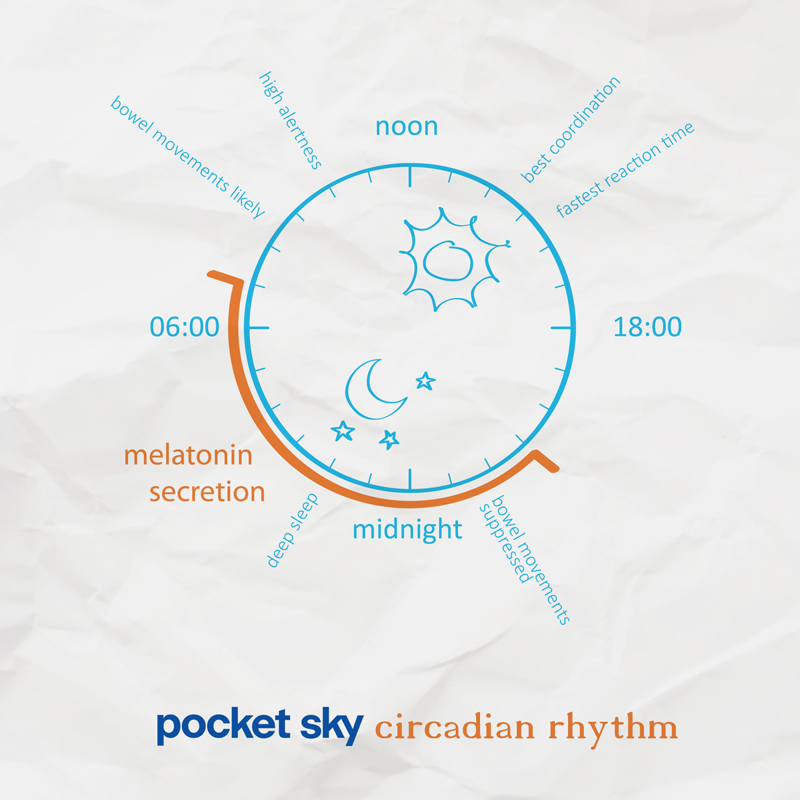 high alertness
bowel movements likely
noon
best coordination
fastest reaction time
06:00
18:00
melatonin
secretion
deep sleep
midnight
bowel movements
suppressed
pocket sky circadian rhythm